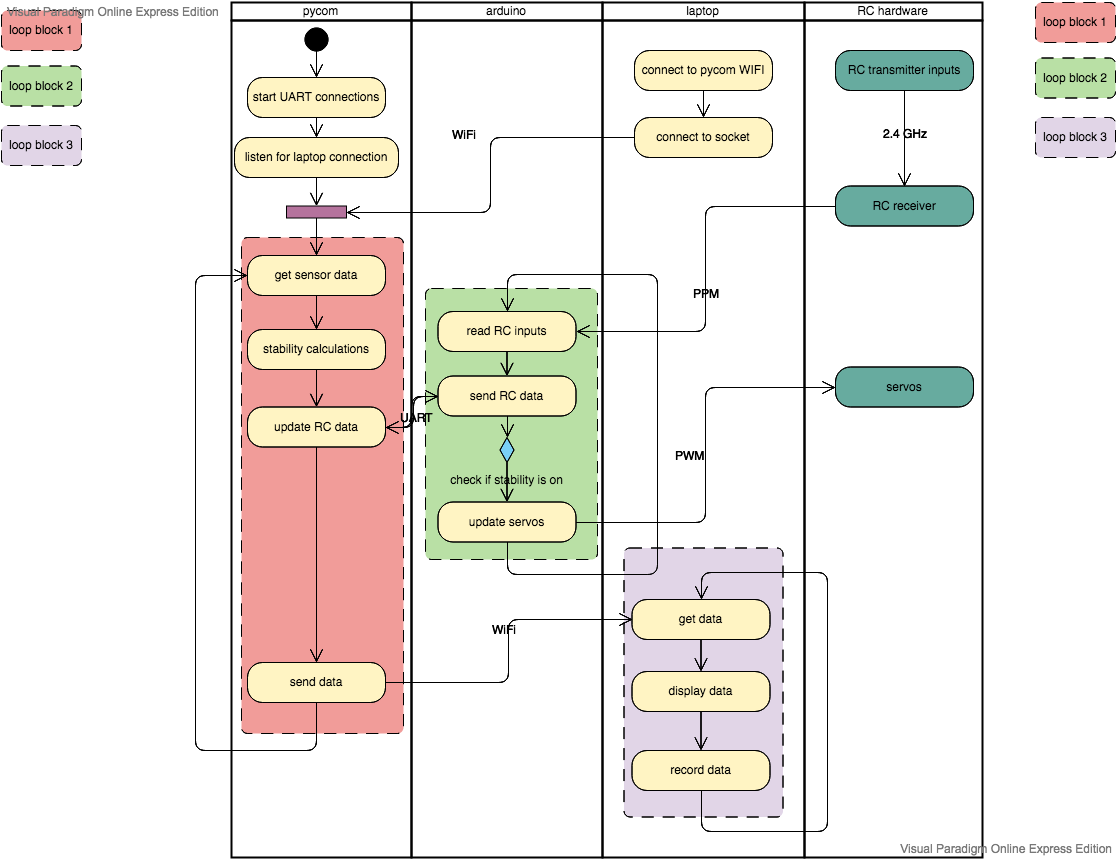 Visual Paradigm Online Express Edition
pycom
arduino
laptop
RC hardware
loop block 1
loop block 2
loop block 3
loop block 1
loop block 2
loop block 3
start UART connections
listen for laptop connection
connect to pycom WIFI
connect to socket
WiFi
RC transmitter inputs
2.4 GHz
RC receiver
PPM
get sensor data
stability calculations
update RC data
UART
read RC inputs
send RC data
check if stability is on
update servos
PWM
servos
send data
WiFi
get data
display data
record data
Visual Paradigm Online Express Edition